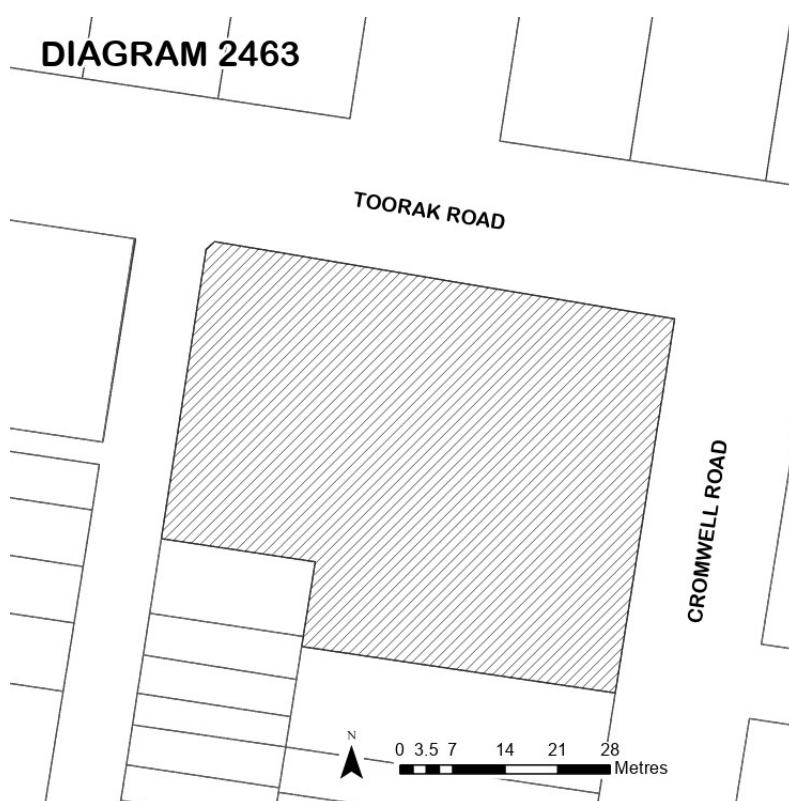 DIAGRAM 2463
TOORAK ROAD
CROMWELL ROAD
N
0 3.5 7 14 21 28
Metres